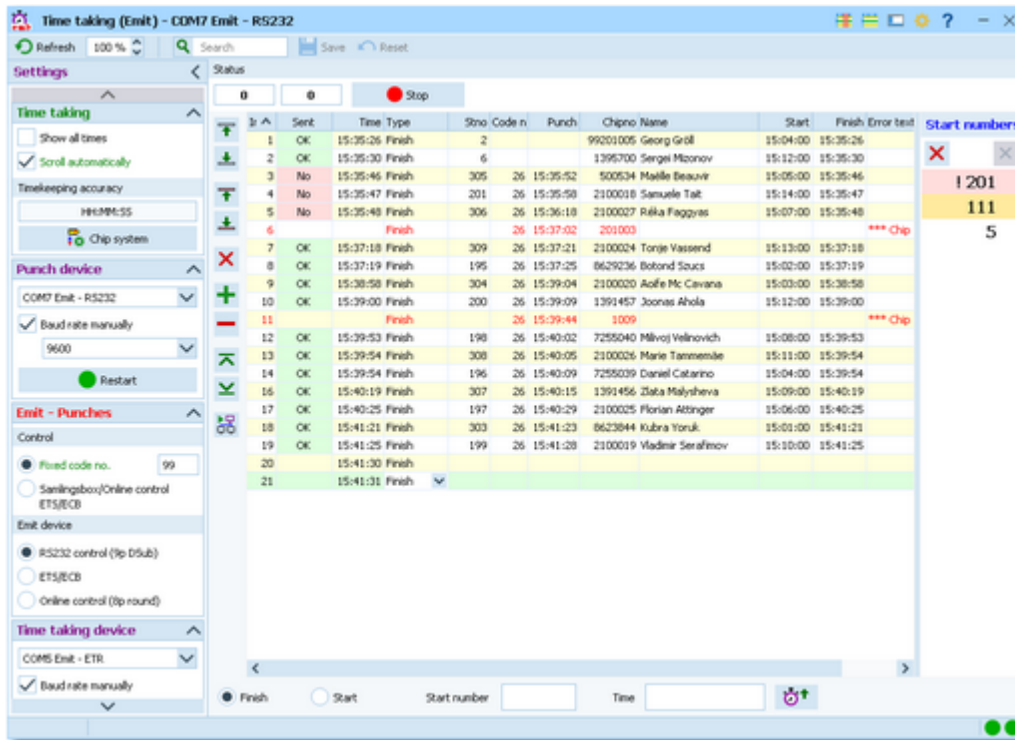 Time taking (Emit) - COM7 Emit - RS232
?
Refresh 100 % Search Save Reset
Settings
Status
0 0 Stop
Time taking
Show all times
Scroll automatically
Timekeeping accuracy
HH:MM:SS
Chip system
Punch device
COM7 Emit - RS232
Baud rate manually
9600
Restart
Emit - Punches
Control
Fixed code no. 99
Samlingsbox/Online control
ETS/ECB
Emit device
RS232 control (9p DSub)
ETS/ECB
Online control (8p round)
Time taking device
COM5 Emit - ETR
Baud rate manually
Sent Time Type Stno Code n Punch Chipno Name Start Finish Error text
1 OK 15:35:26 Finish 2 99201005 Georg Gröll 15:04:00 15:35:26
2 OK 15:35:30 Finish 6 1395700 Sergei Mizonov 15:12:00 15:35:30
3 No 15:35:46 Finish 305 26 15:35:52 500534 Maëlle Beauvir 15:05:00 15:35:46
4 No 15:35:47 Finish 201 26 15:35:58 2100018 Samuele Tait 15:14:00 15:35:47
5 No 15:35:48 Finish 306 26 15:36:18 2100027 Réka Faggyas 15:07:00 15:35:48
6 Finish 26 15:37:02 201003 *** Chip
7 OK 15:37:18 Finish 309 26 15:37:21 2100024 Tonje Vassend 15:13:00 15:37:18
8 OK 15:37:19 Finish 195 26 15:37:25 8629236 Botond Szucs 15:02:00 15:37:19
9 OK 15:38:58 Finish 304 26 15:39:04 2100020 Aoife Mc Cavana 15:03:00 15:38:58
10 OK 15:39:00 Finish 200 26 15:39:09 1391457 Joonas Ahola 15:12:00 15:39:00
11 Finish 26 15:39:44 1009 *** Chip
12 OK 15:39:53 Finish 198 26 15:40:02 7255040 Milivoj Velinovich 15:08:00 15:39:53
13 OK 15:39:54 Finish 308 26 15:40:05 2100026 Marie Tammemäe 15:11:00 15:39:54
14 OK 15:39:54 Finish 196 26 15:40:09 7255039 Daniel Catarino 15:04:00 15:39:54
16 OK 15:40:19 Finish 307 26 15:40:15 1391456 Zlata Malysheva 15:09:00 15:40:19
17 OK 15:40:25 Finish 197 26 15:40:29 2100025 Florian Attinger 15:06:00 15:40:25
18 OK 15:41:21 Finish 303 26 15:41:23 8623844 Kubra Yoruk 15:01:00 15:41:21
19 OK 15:41:25 Finish 199 26 15:41:28 2100019 Vladimir Serafimov 15:10:00 15:41:25
20 15:41:30 Finish
21 15:41:31 Finish
Start numbers
! 201
111
5
Finish Start Start number Time